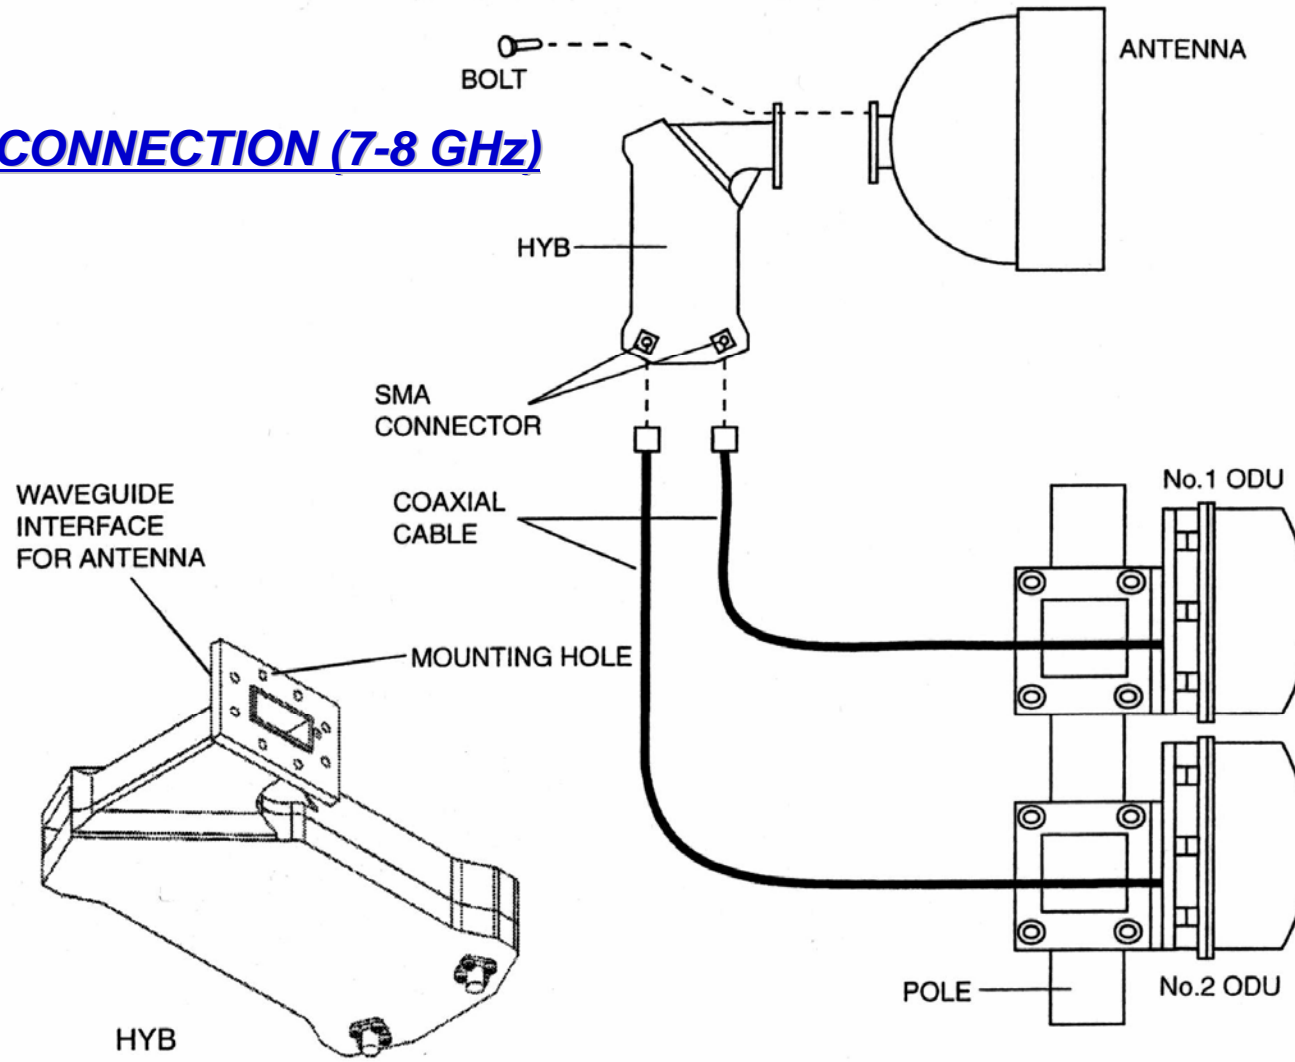 ANTENNA
BOLT
CONNECTION (7-8 GHz)
HYB
SMA
CONNECTOR
WAVEGUIDE
INTERFACE
FOR ANTENNA
COAXIAL
CABLE
No.1 ODU
MOUNTING HOLE
POLE
No.2 ODU
HYB